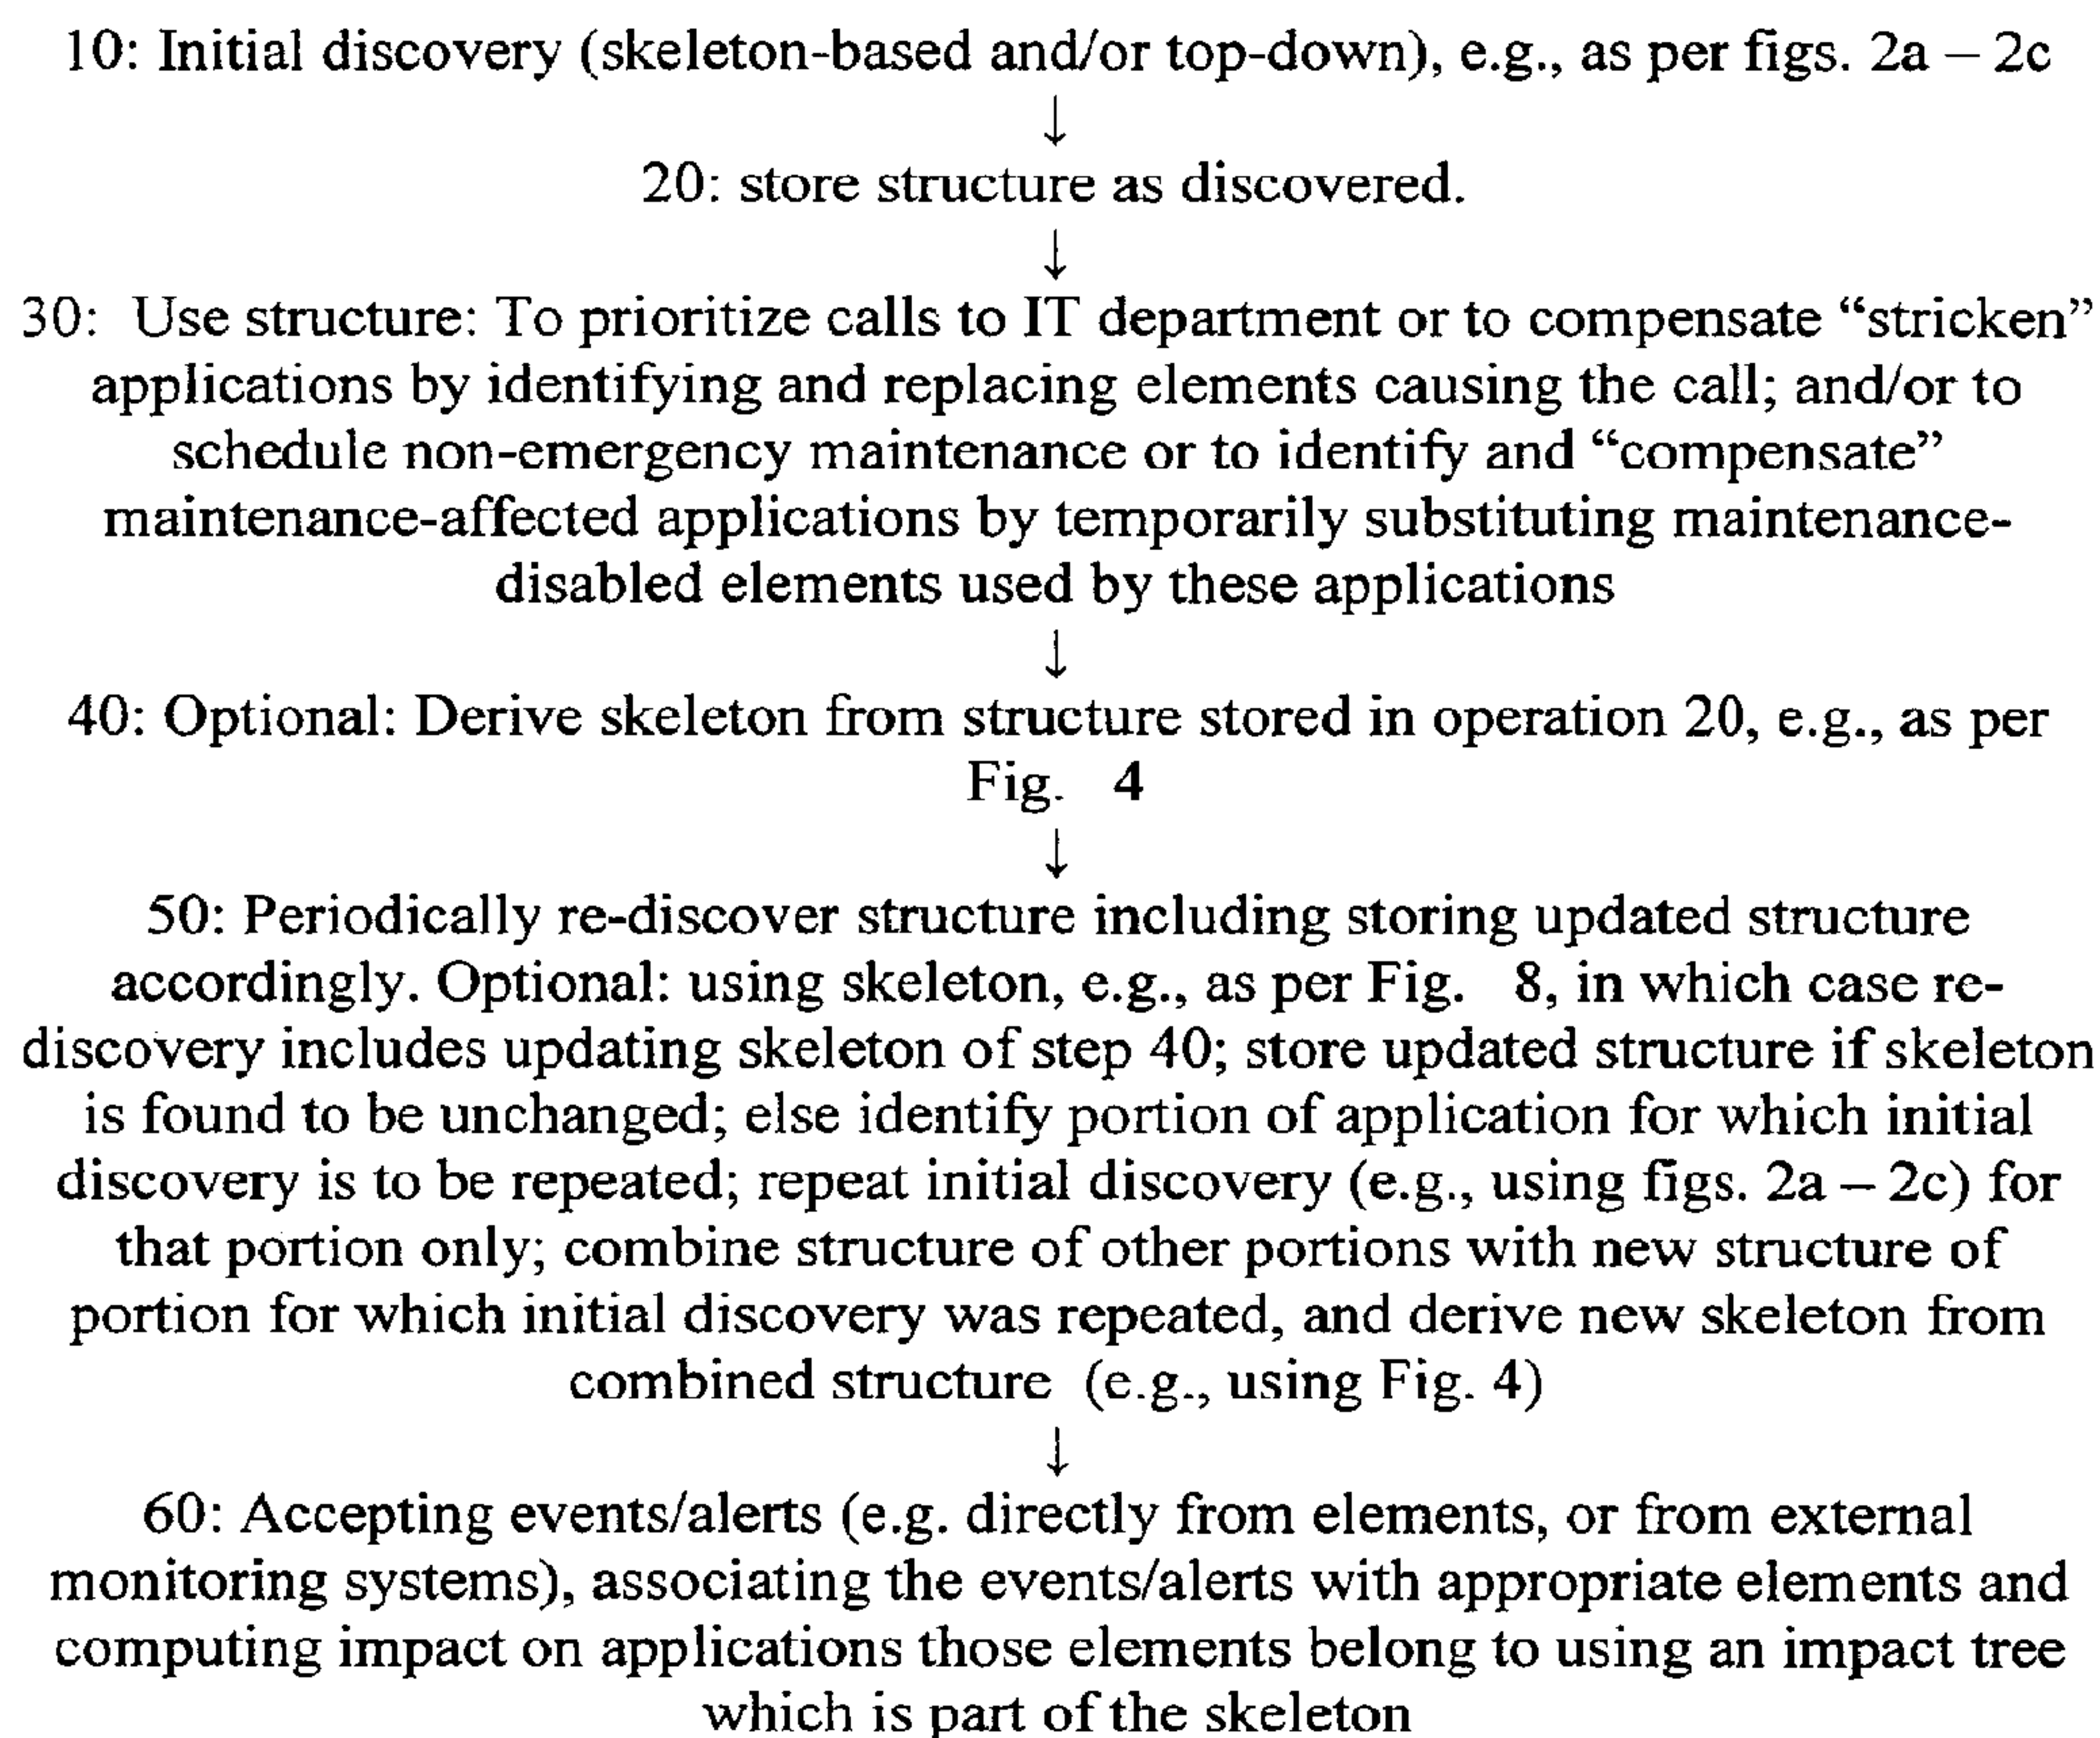 10: Initial discovery (skeleton-based and/or top-down), e.g., as per figs. 2a – 2c
↓
20: store structure as discovered.
↓
30: Use structure: To prioritize calls to IT department or to compensate “stricken”
applications by identifying and replacing elements causing the call; and/or to
schedule non-emergency maintenance or to identify and “compensate”
maintenance-affected applications by temporarily substituting maintenance-
disabled elements used by these applications
↓
40: Optional: Derive skeleton from structure stored in operation 20, e.g., as per
Fig. 4
↓
50: Periodically re-discover structure including storing updated structure
accordingly. Optional: using skeleton, e.g., as per Fig. 8, in which case re-
discovery includes updating skeleton of step 40; store updated structure if skeleton
is found to be unchanged; else identify portion of application for which initial
discovery is to be repeated; repeat initial discovery (e.g., using figs. 2a – 2c) for
that portion only; combine structure of other portions with new structure of
portion for which initial discovery was repeated, and derive new skeleton from
combined structure (e.g., using Fig. 4)
↓
60: Accepting events/alerts (e.g. directly from elements, or from external
monitoring systems), associating the events/alerts with appropriate elements and
computing impact on applications those elements belong to using an impact tree
which is part of the skeleton